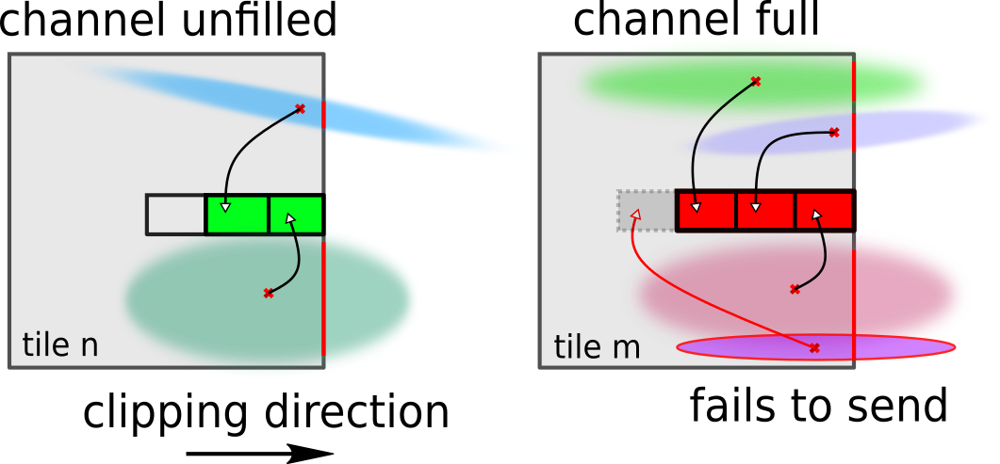 channel unfilled
channel full
tile n
tile m
clipping direction
fails to send